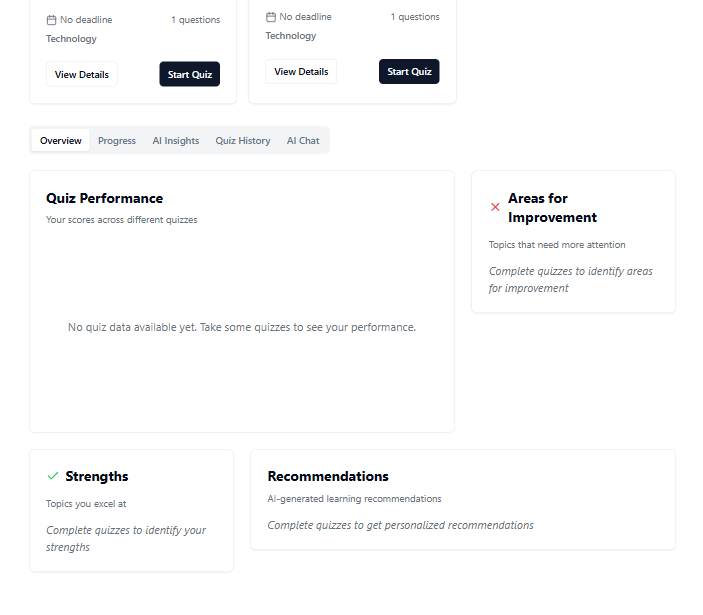 No deadline 1 questions
Technology
View Details Start Quiz
No deadline 1 questions
Technology
View Details Start Quiz
Overview Progress AI Insights Quiz History AI Chat
Quiz Performance
Your scores across different quizzes
No quiz data available yet. Take some quizzes to see your performance.
Areas for
Improvement
Topics that need more attention
Complete quizzes to identify areas
for improvement
Strengths
Topics you excel at
Complete quizzes to identify your
strengths
Recommendations
AI-generated learning recommendations
Complete quizzes to get personalized recommendations